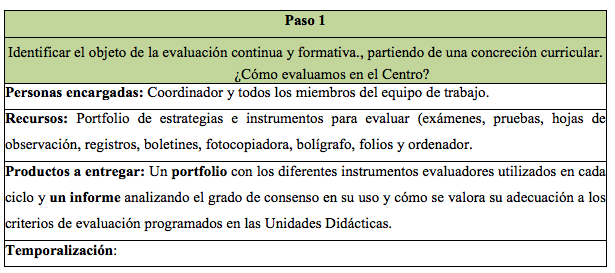 Paso 1
Identificar el objeto de la evaluación continua y formativa., partiendo de una concreción curricular.
¿Cómo evaluamos en el Centro?
Personas encargadas: Coordinador y todos los miembros del equipo de trabajo.
Recursos: Portfolio de estrategias e instrumentos para evaluar (exámenes, pruebas, hojas de
observación, registros, boletines, fotocopiadora, bolígrafo, folios y ordenador.
Productos a entregar: Un portfolio con los diferentes instrumentos evaluadores utilizados en cada
ciclo y un informe analizando el grado de consenso en su uso y cómo se valora su adecuación a los
criterios de evaluación programados en las Unidades Didácticas.
Temporalización: